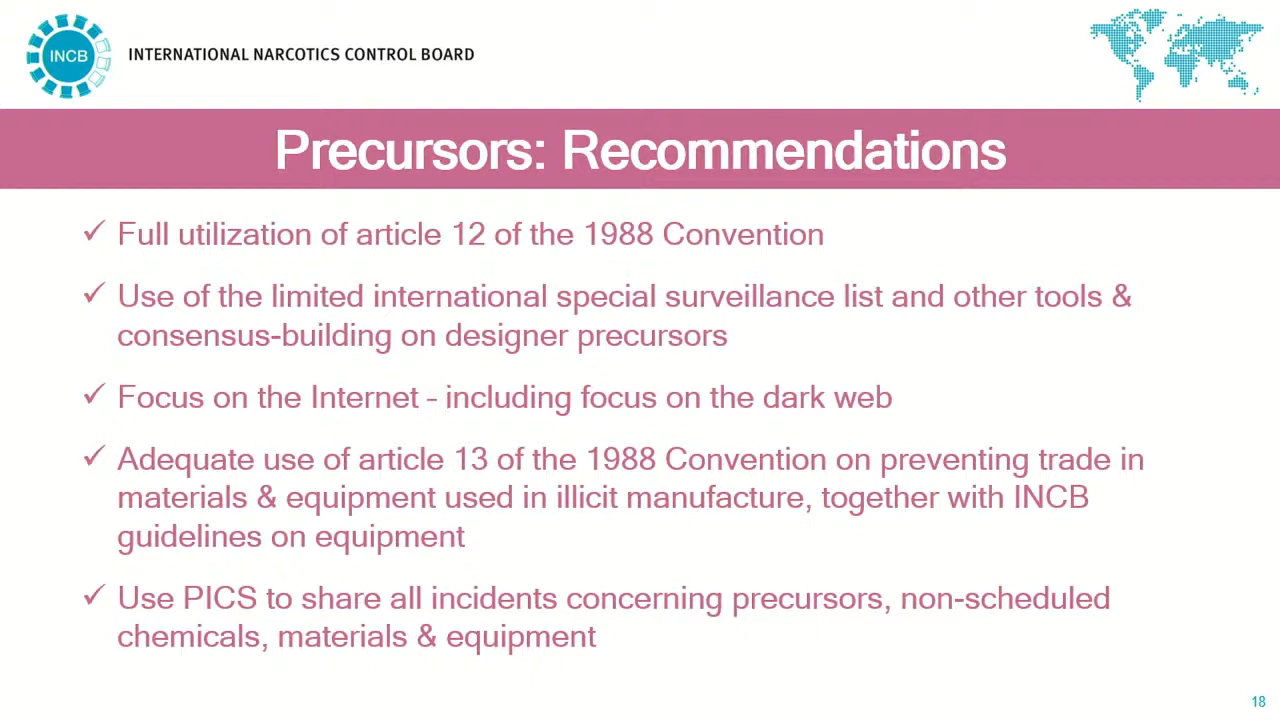 INCB
INTERNATIONAL NARCOTICS CONTROL BOARD
Precursors: Recommendations
✓ Full utilization of article 12 of the 1988 Convention
✓ Use of the limited international special surveillance list and other tools &
consensus-building on designer precursors
✓ Focus on the Internet – including focus on the dark web
✓ Adequate use of article 13 of the 1988 Convention on preventing trade in
materials & equipment used in illicit manufacture, together with INCB
guidelines on equipment
✓ Use PICS to share all incidents concerning precursors, non-scheduled
chemicals, materials & equipment
18